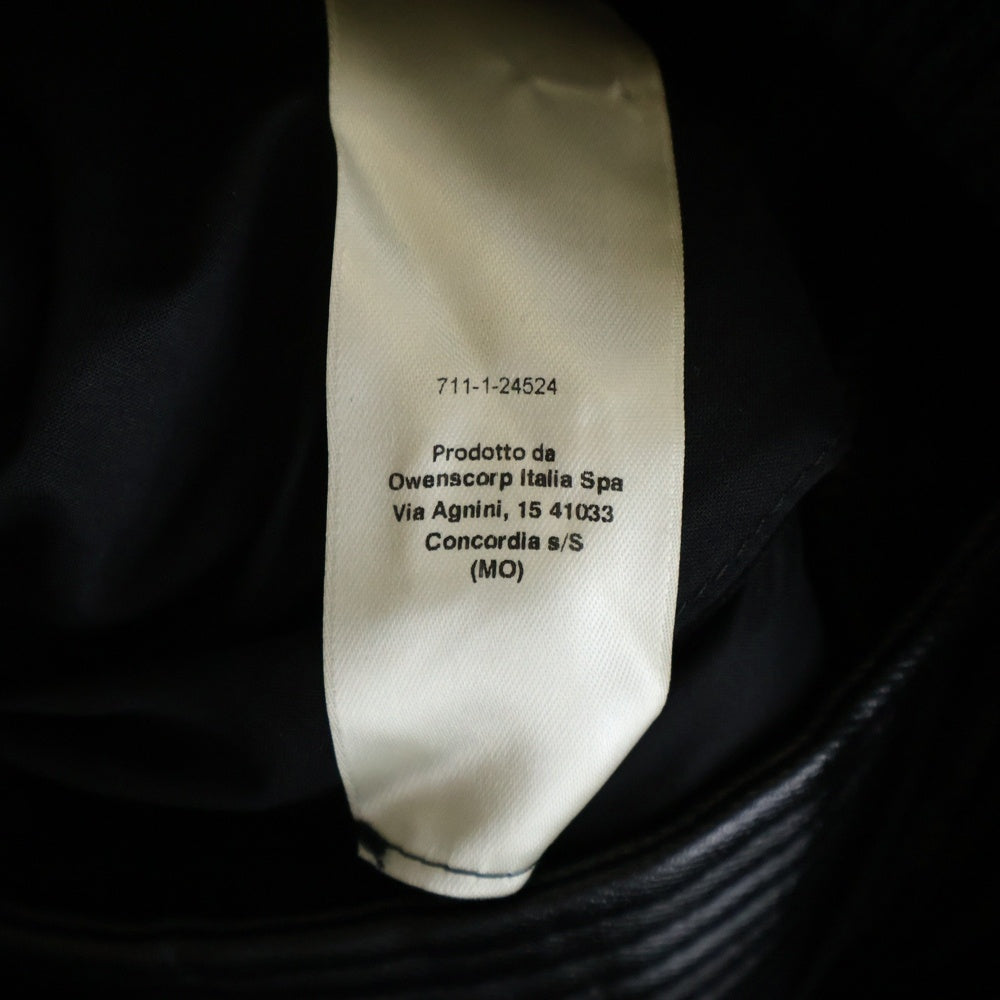 711-1-24524
Prodotto da
Owenscorp Italia Spa
Via Agnini, 15 41033
Concordia s/S
(MO)